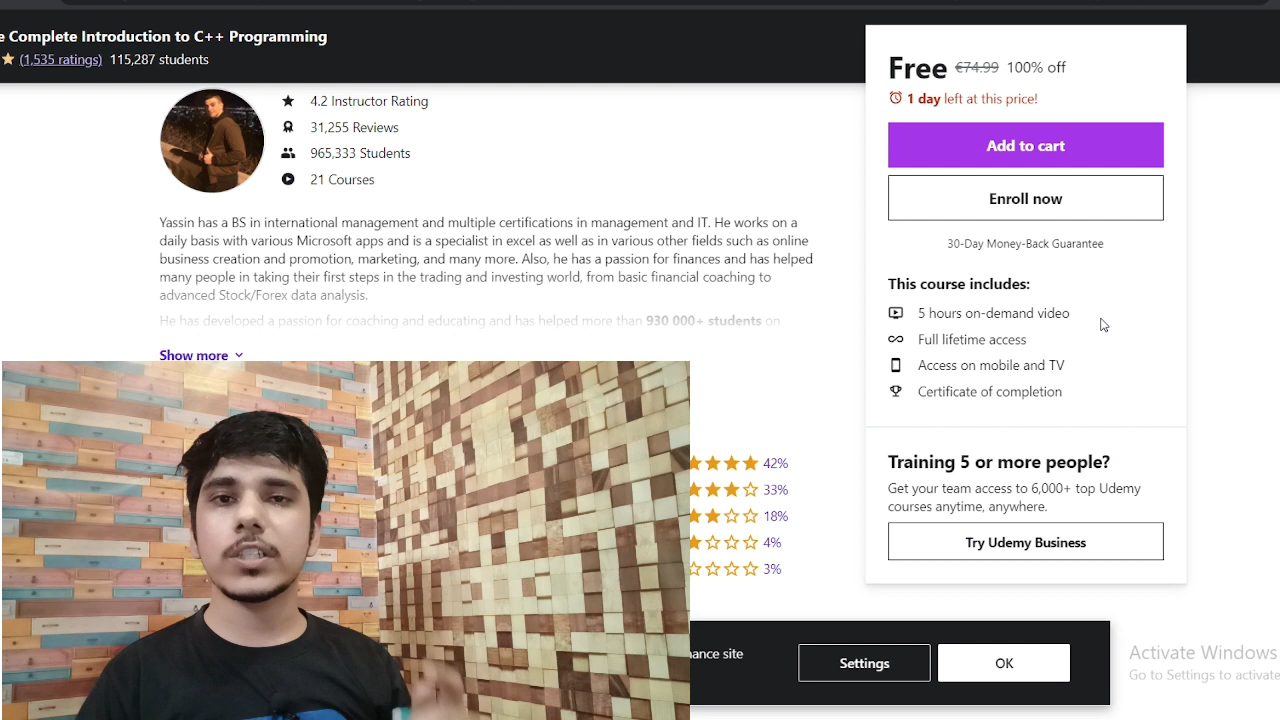 e Complete Introduction to C++ Programming
(1,535 ratings) 115,287 students
4.2 Instructor Rating
31,255 Reviews
965,333 Students
21 Courses
Yassin has a BS in international management and multiple certifications in management and IT. He works on a
daily basis with various Microsoft apps and is a specialist in excel as well as in various other fields such as online
business creation and promotion, marketing, and many more. Also, he has a passion for finances and has helped
many people in taking their first steps in the trading and investing world, from basic financial coaching to
advanced Stock/Forex data analysis.
He has developed a passion for coaching and educating and has helped more than 930 000+ students on
Show more
42%
33%
18%
4%
3%
Free €74.99 100% off
1 day left at this price!
Add to cart
Enroll now
30-Day Money-Back Guarantee
This course includes:
5 hours on-demand video
Full lifetime access
Access on mobile and TV
Certificate of completion
Training 5 or more people?
Get your team access to 6,000+ top Udemy
courses anytime, anywhere.
Try Udemy Business
ance site
Settings
OK
Activate Windows
Go to Settings to activate